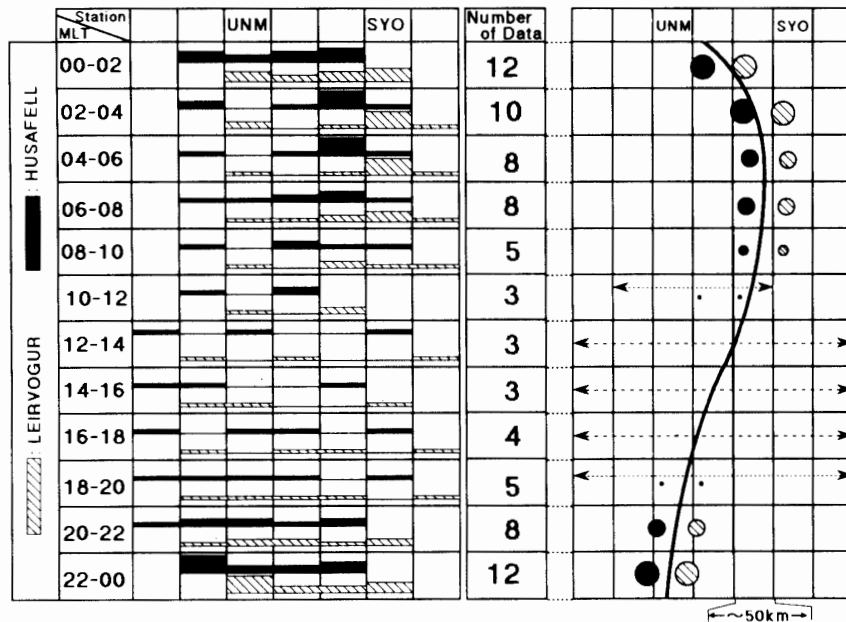 Station
MLT
UNM
SYO
Number
of Data
UNM
SYO
00-02
12
02-04
10
04-06
8
06-08
8
08-10
5
10-12
3
12-14
3
14-16
3
16-18
4
18-20
5
20-22
8
22-00
12
: HUSAFELL
: LEIRVOGUR
~50km